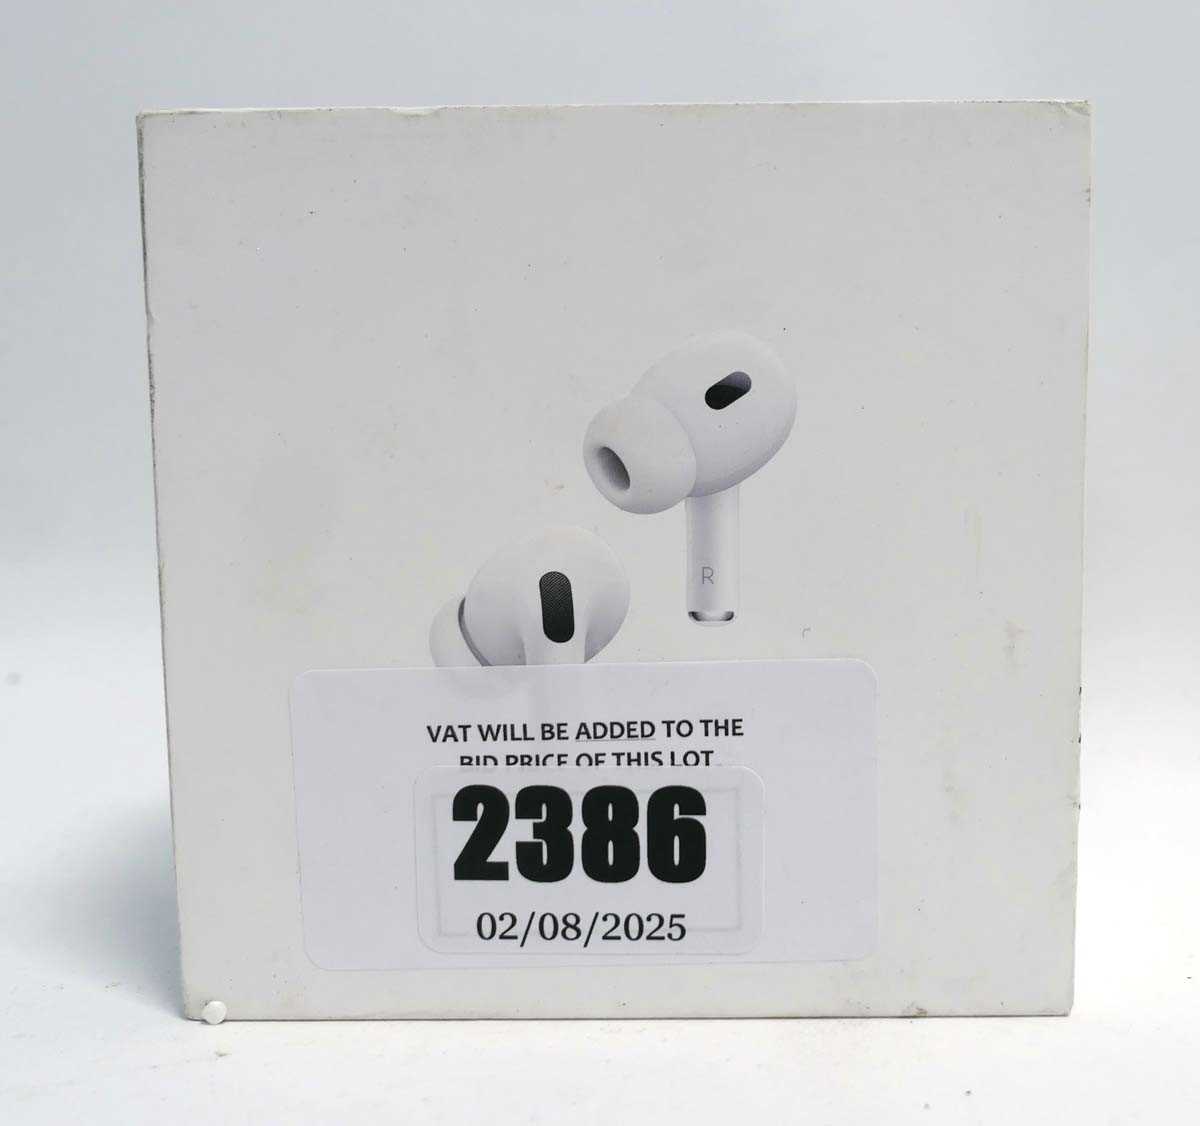 R
VAT WILL BE ADDED TO THE
BID PRICE OF THIS LOT
2386
02/08/2025